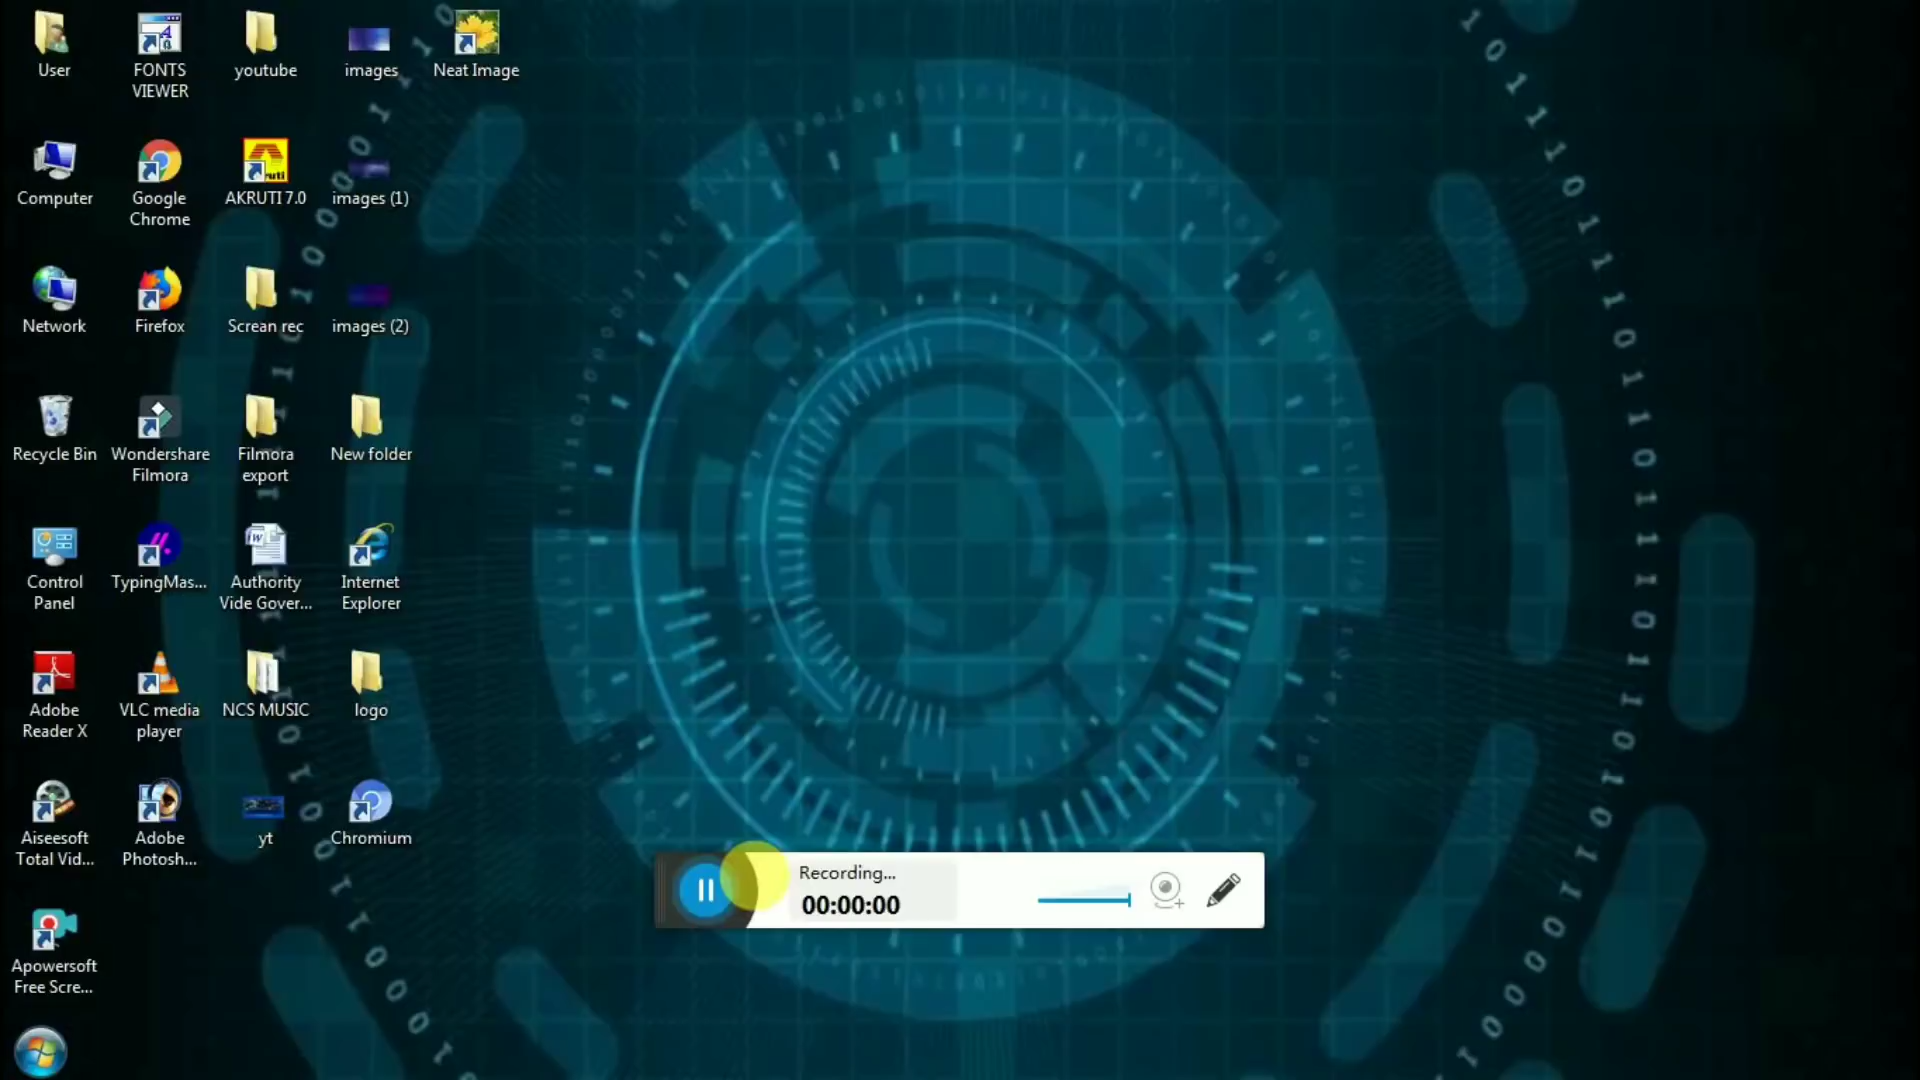 User
FONTS
VIEWER
youtube
images
Neat Image
Computer
Google
Chrome
AKRUTI 7.0
images (1)
Network
Firefox
Screan rec
images (2)
Recycle Bin
Wondershare
Filmora
Filmora
export
New folder
Control
Panel
TypingMas...
Authority
Vide Gover...
Internet
Explorer
Adobe
Reader X
VLC media
player
NCS MUSIC
logo
Aiseesoft
Total Vid...
Adobe
Photosh...
yt
Chromium
Recording...
00:00:00
Apowersoft
Free Scre...